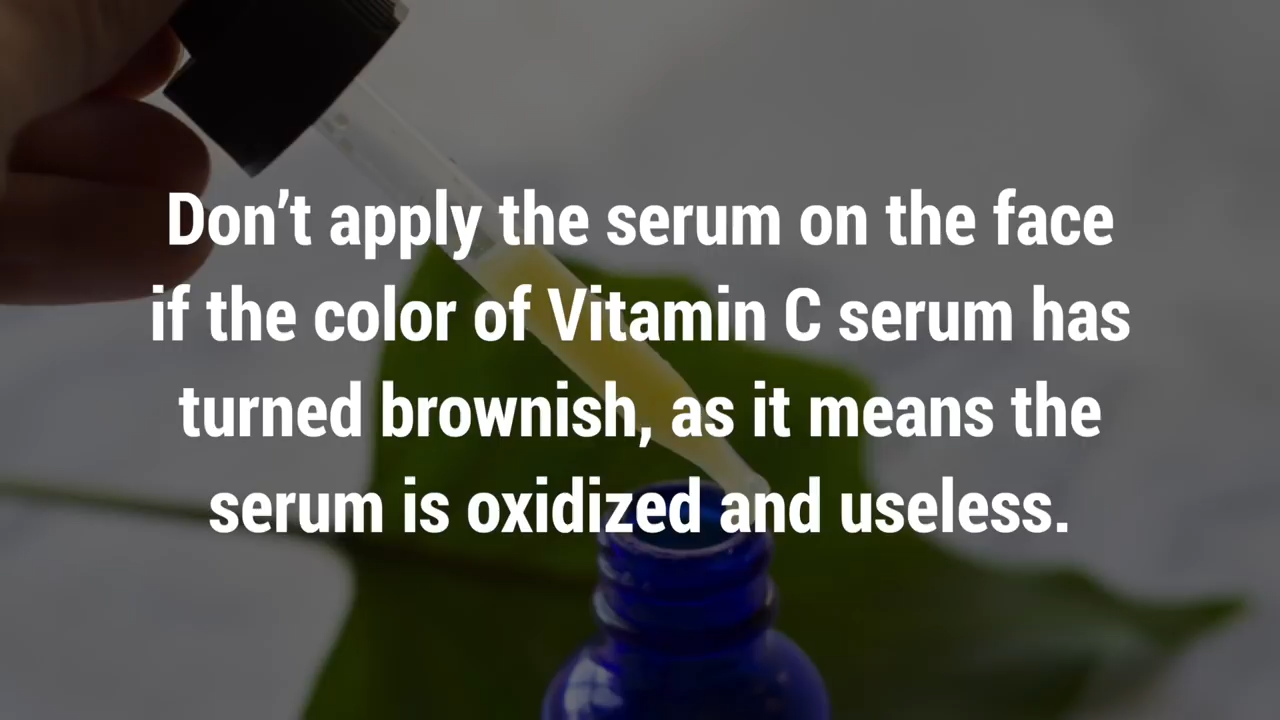 Don’t apply the serum on the face
if the color of Vitamin C serum has
turned brownish, as it means the
serum is oxidized and useless.